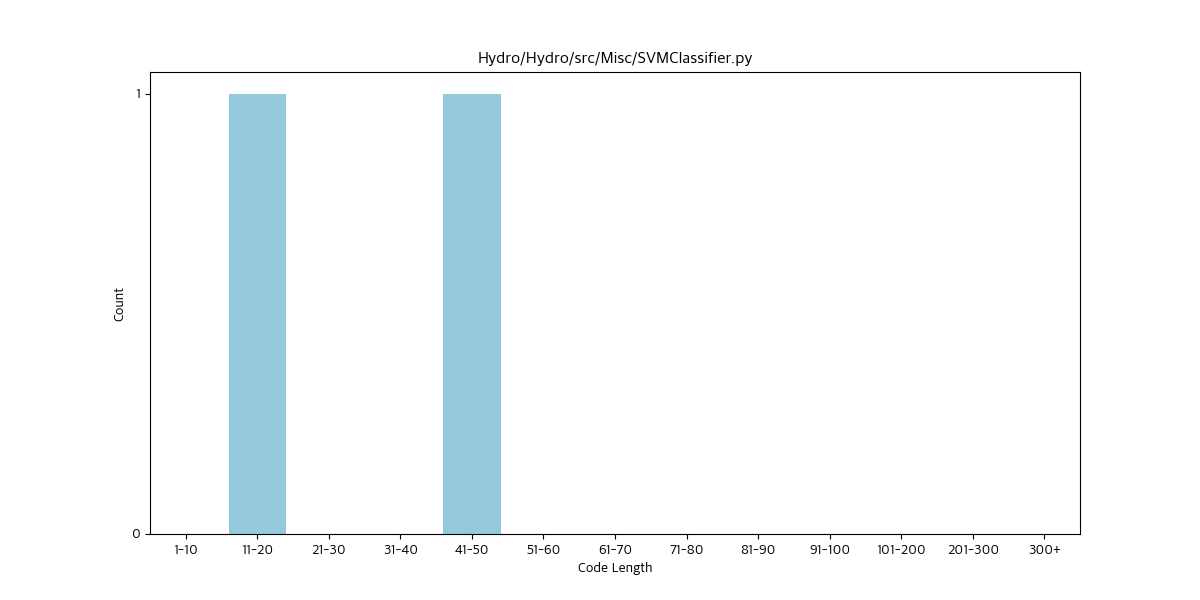 Hydro/Hydro/src/Misc/SVMClassifier.py
1
0
Count
1-10 11-20 21-30 31-40 41-50 51-60 61-70 71-80 81-90 91-100 101-200 201-300 300+
Code Length